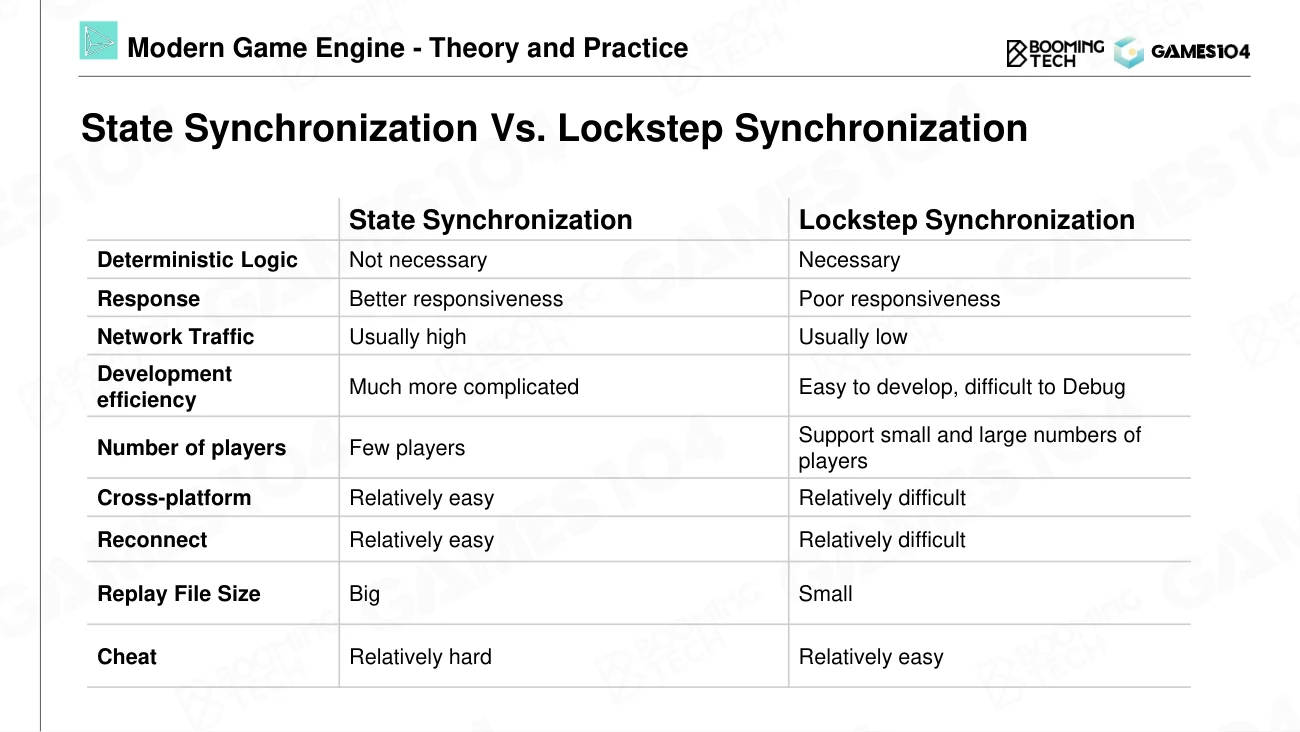 Modern Game Engine - Theory and Practice
BOOMING
TECH
GAMES104
State Synchronization Vs. Lockstep Synchronization
State Synchronization
Lockstep Synchronization
Deterministic Logic
Not necessary
Necessary
Response
Better responsiveness
Poor responsiveness
Network Traffic
Usually high
Usually low
Development
efficiency
Much more complicated
Easy to develop, difficult to Debug
Number of players
Few players
Support small and large numbers of
players
Cross-platform
Relatively easy
Relatively difficult
Reconnect
Relatively easy
Relatively difficult
Replay File Size
Big
Small
Cheat
Relatively hard
Relatively easy